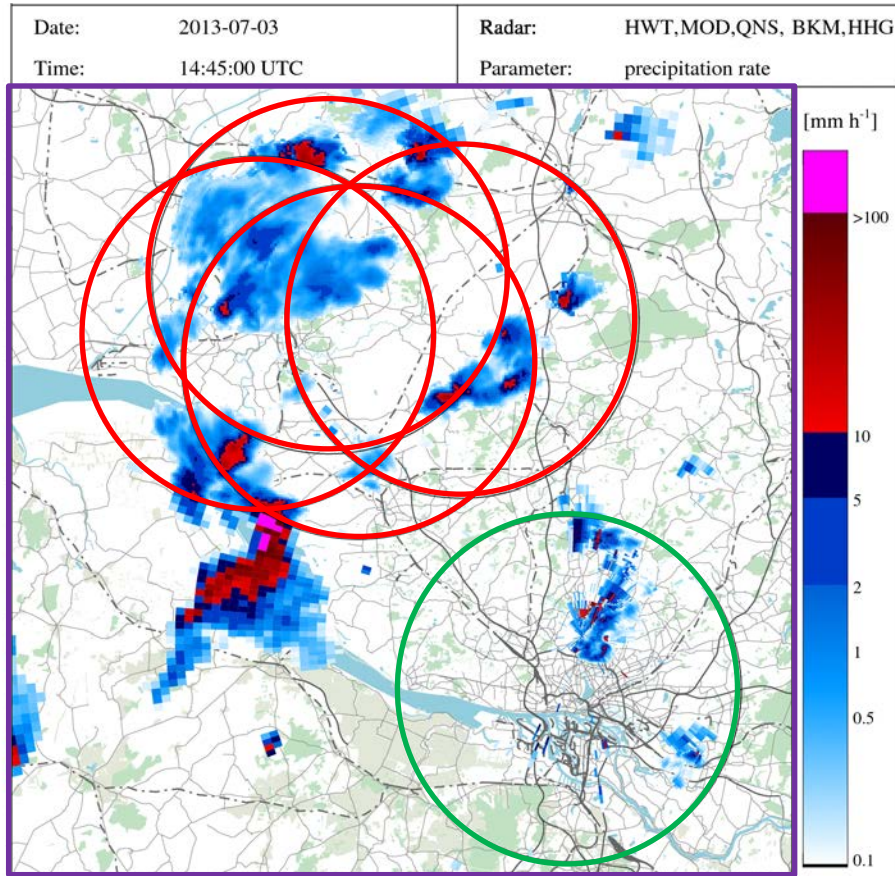 Date: 2013-07-03 Radar: HWT,MOD,QNS, BKM,HHG
Time: 14:45:00 UTC Parameter: precipitation rate
[mm h⁻¹]
>100
10
5
2
1
0.5
0.1